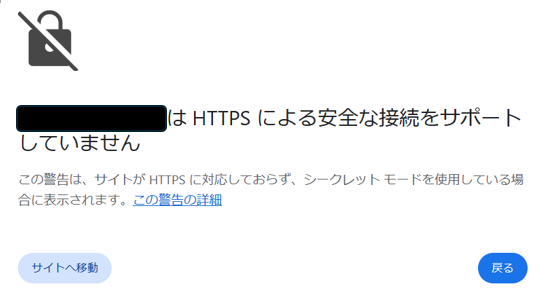 は HTTPS による安全な接続をサポート
していません
この警告は、サイトが HTTPS に対応しておらず、シークレット モードを使用している場
合に表示されます。この警告の詳細
サイトへ移動
戻る